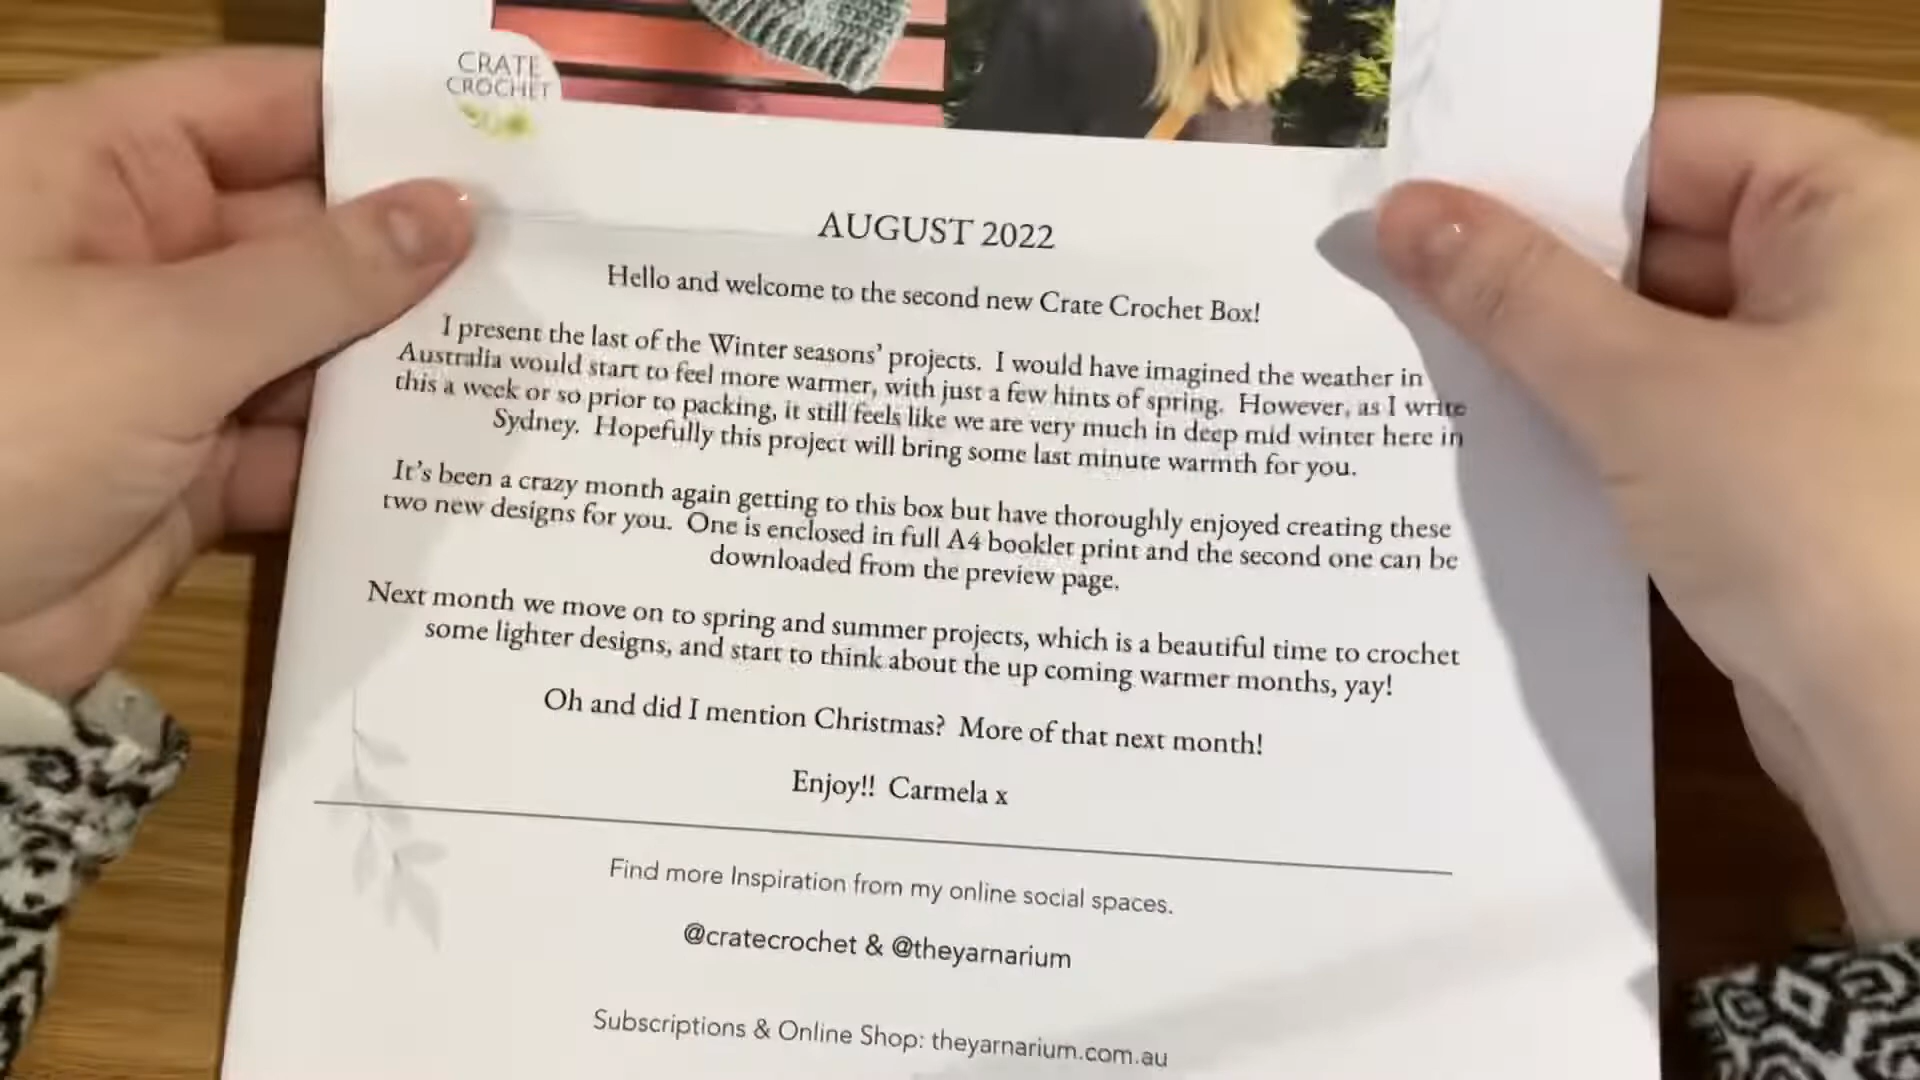 CRATE
CROCHET
AUGUST 2022
Hello and welcome to the second new Crate Crochet Box!
I present the last of the Winter seasons' projects. I would have imagined the weather in
Australia would start to feel more warmer, with just a few hints of spring. However, as I write
this a week or so prior to packing, it still feels like we are very much in deep mid winter here in
Sydney. Hopefully this project will bring some last minute warmth for you.
It's been a crazy month again getting to this box but have thoroughly enjoyed creating these
two new designs for you. One is enclosed in full A4 booklet print and the second one can be
downloaded from the preview page.
Next month we move on to spring and summer projects, which is a beautiful time to crochet
some lighter designs, and start to think about the up coming warmer months, yay!
Oh and did I mention Christmas? More of that next month!
Enjoy!! Carmela x
Find more Inspiration from my online social spaces.
@cratecrochet & @theyarnarium
Subscriptions & Online Shop: theyarnarium.com.au